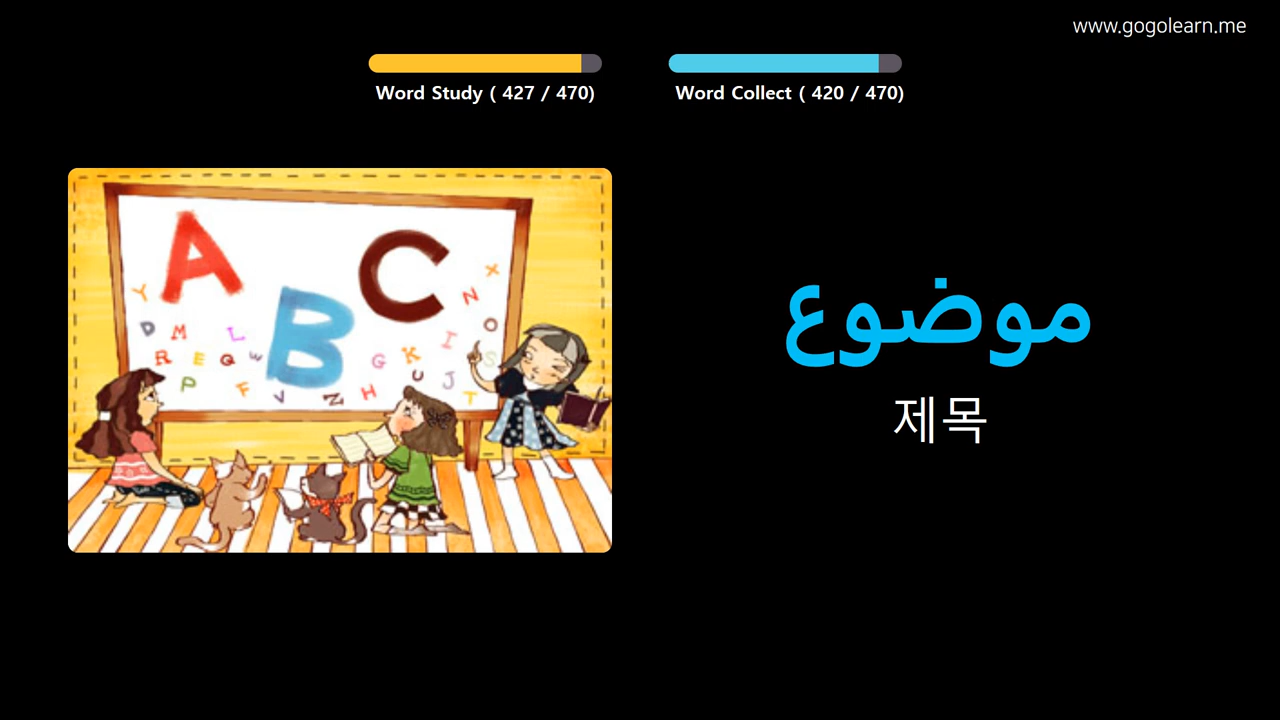 www.gogolearn.me
Word Study ( 427 / 470)
Word Collect ( 420 / 470)
A
B
C
X
Y
N
D
M
L
O
I
R
E
Q
W
G
K
S
P
F
V
Z
H
U
J
T
موضوع
제목